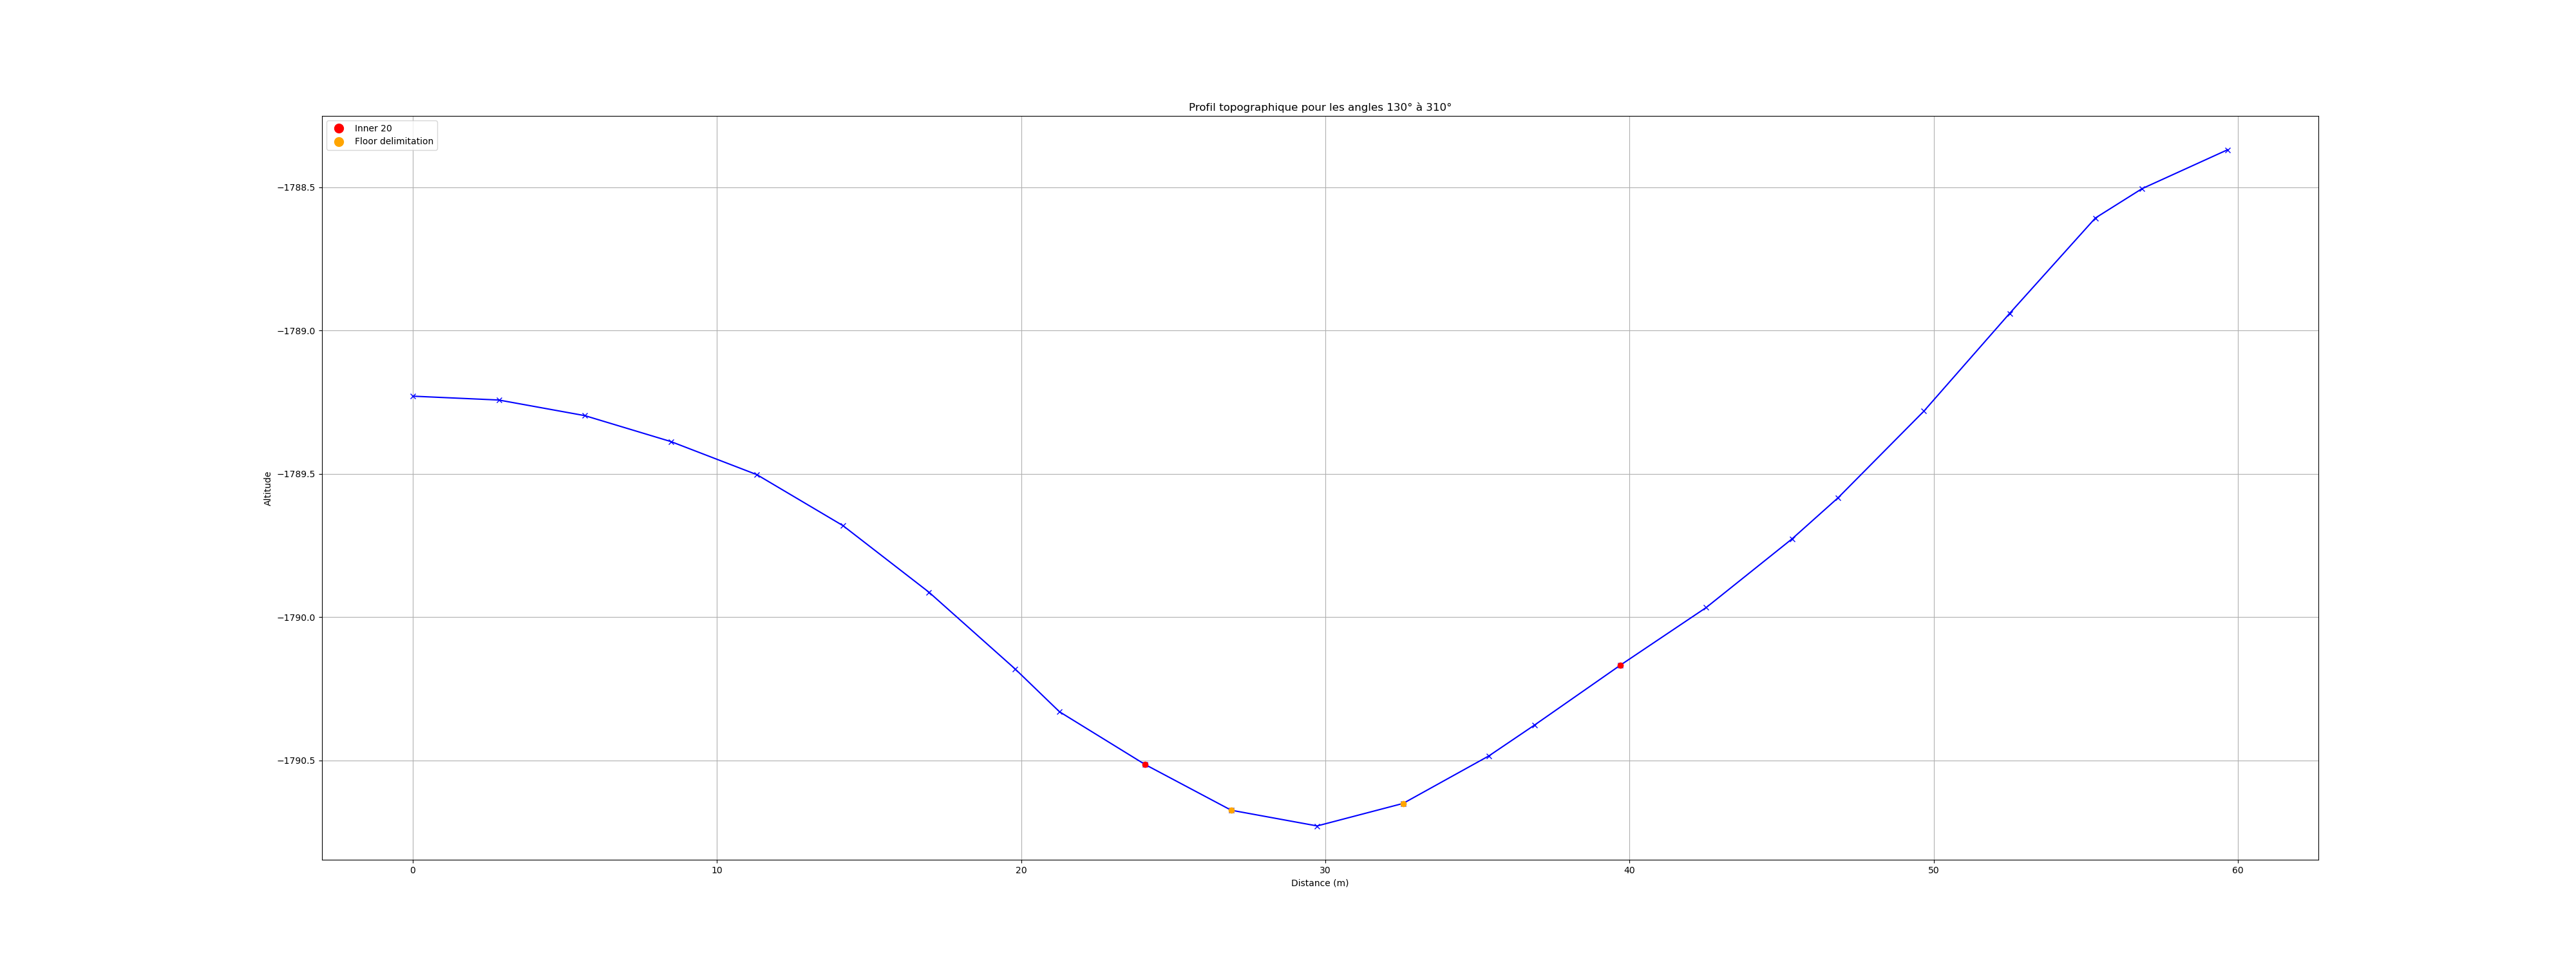 Profil topographique pour les angles 130° à 310°
Inner 20
Floor delimitation
−1788.5
−1789.0
−1789.5
−1790.0
−1790.5
Altitude
0 10 20 30 40 50 60
Distance (m)